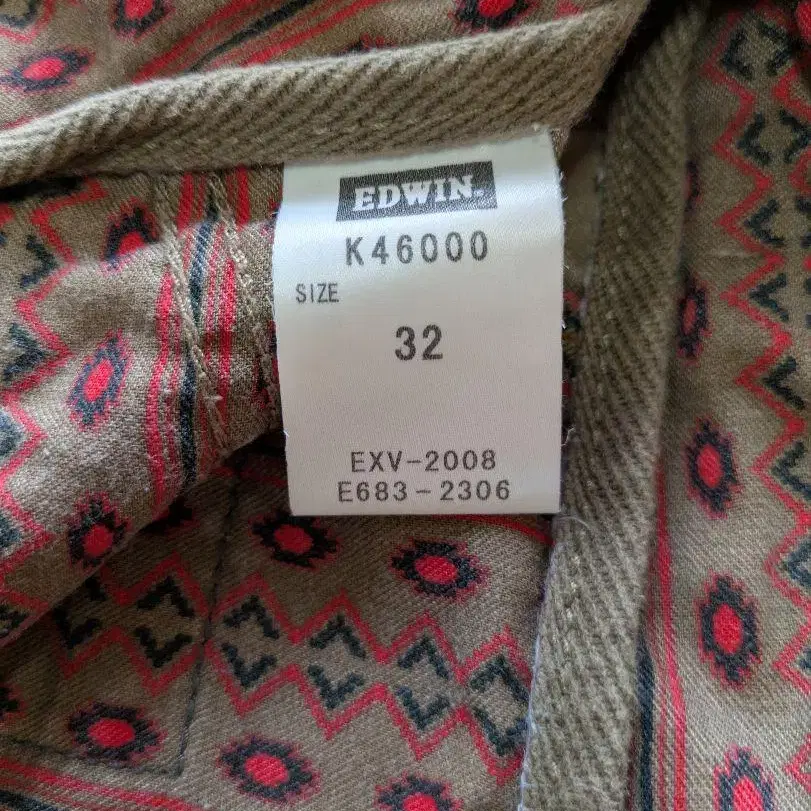 EDWIN.
K46000
SIZE
32
EXV-2008
E683-2306